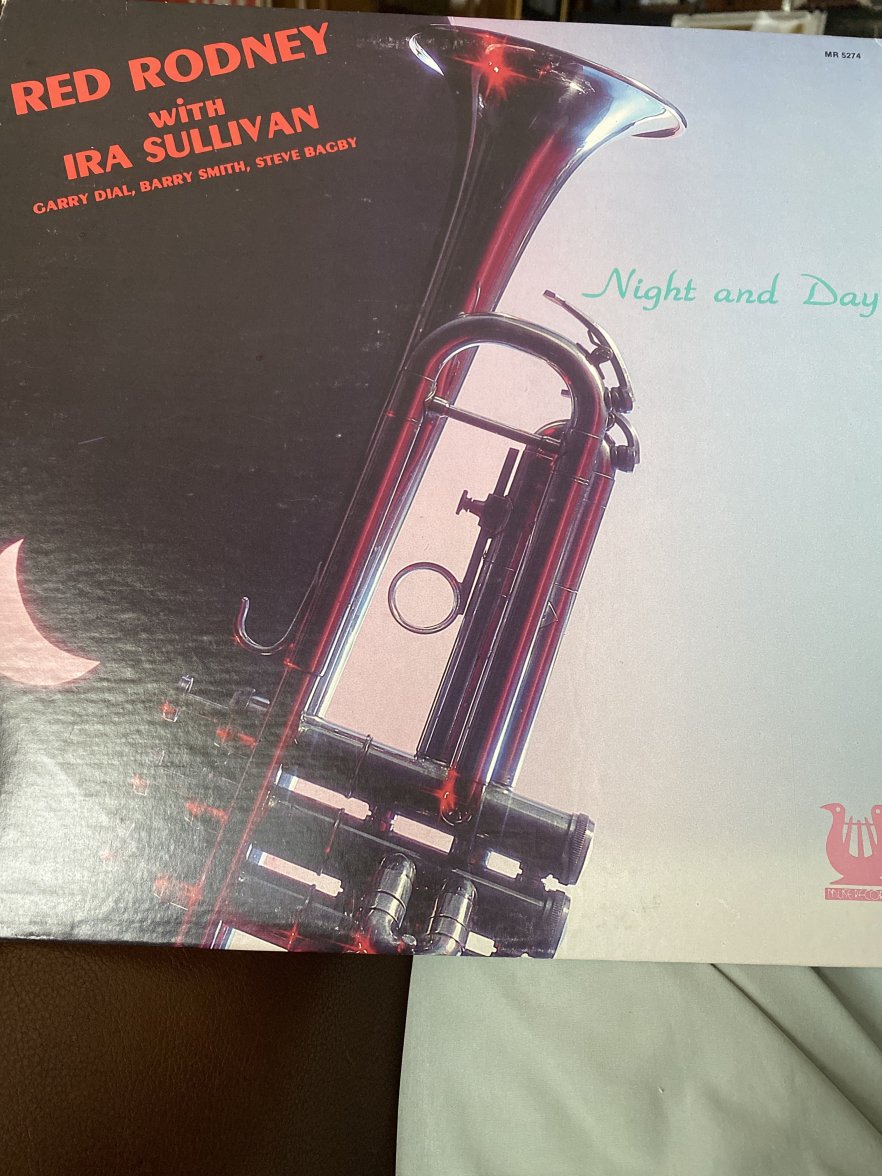 RED RODNEY
with
IRA SULLIVAN
GARRY DIAL, BARRY SMITH, STEVE BAGBY
MR 5274
Night and Day